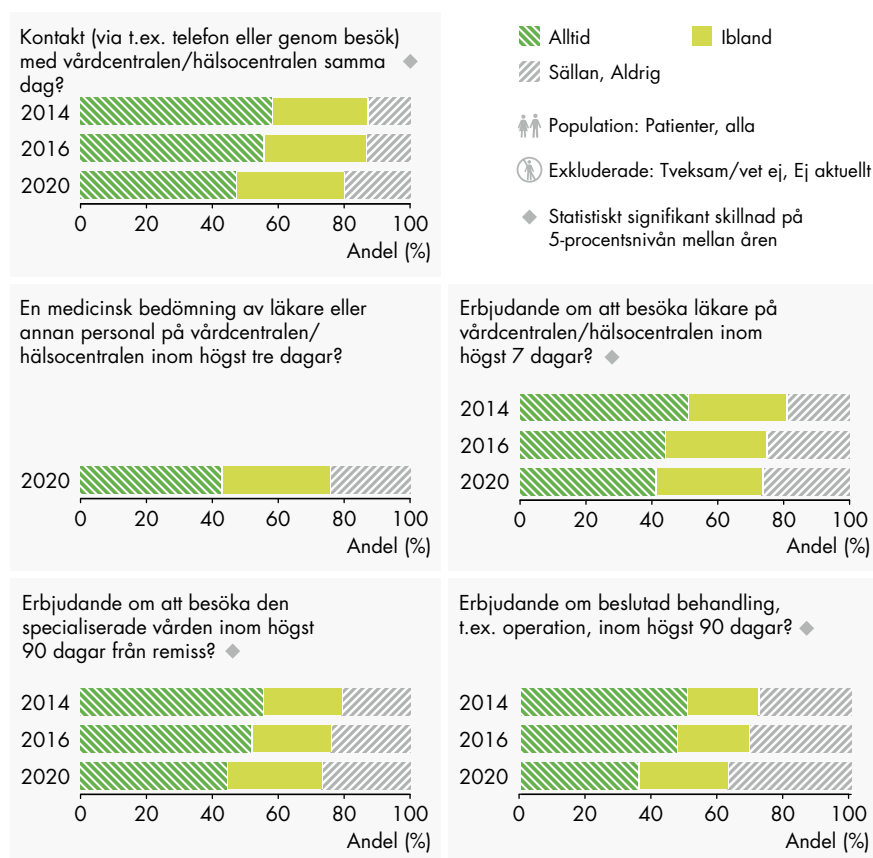 Kontakt (via t.ex. telefon eller genom besök)
med vårdcentralen/hälsocentralen samma
dag?
2014
2016
2020
0 20 40 60 80 100
Andel (%)
Alltid
Ibland
Sällan, Aldrig
Population: Patienter, alla
Exkluderade: Tveksam/vet ej, Ej aktuellt
Statistiskt signifikant skillnad på
5-procentsnivån mellan åren
En medicinsk bedömning av läkare eller
annan personal på vårdcentralen/
hälsocentralen inom högst tre dagar?
2020
0 20 40 60 80 100
Andel (%)
Erbjudande om att besöka läkare på
vårdcentralen/hälsocentralen inom
högst 7 dagar?
2014
2016
2020
0 20 40 60 80 100
Andel (%)
Erbjudande om att besöka den
specialiserade vården inom högst
90 dagar från remiss?
2014
2016
2020
0 20 40 60 80 100
Andel (%)
Erbjudande om beslutad behandling,
t.ex. operation, inom högst 90 dagar?
2014
2016
2020
0 20 40 60 80 100
Andel (%)